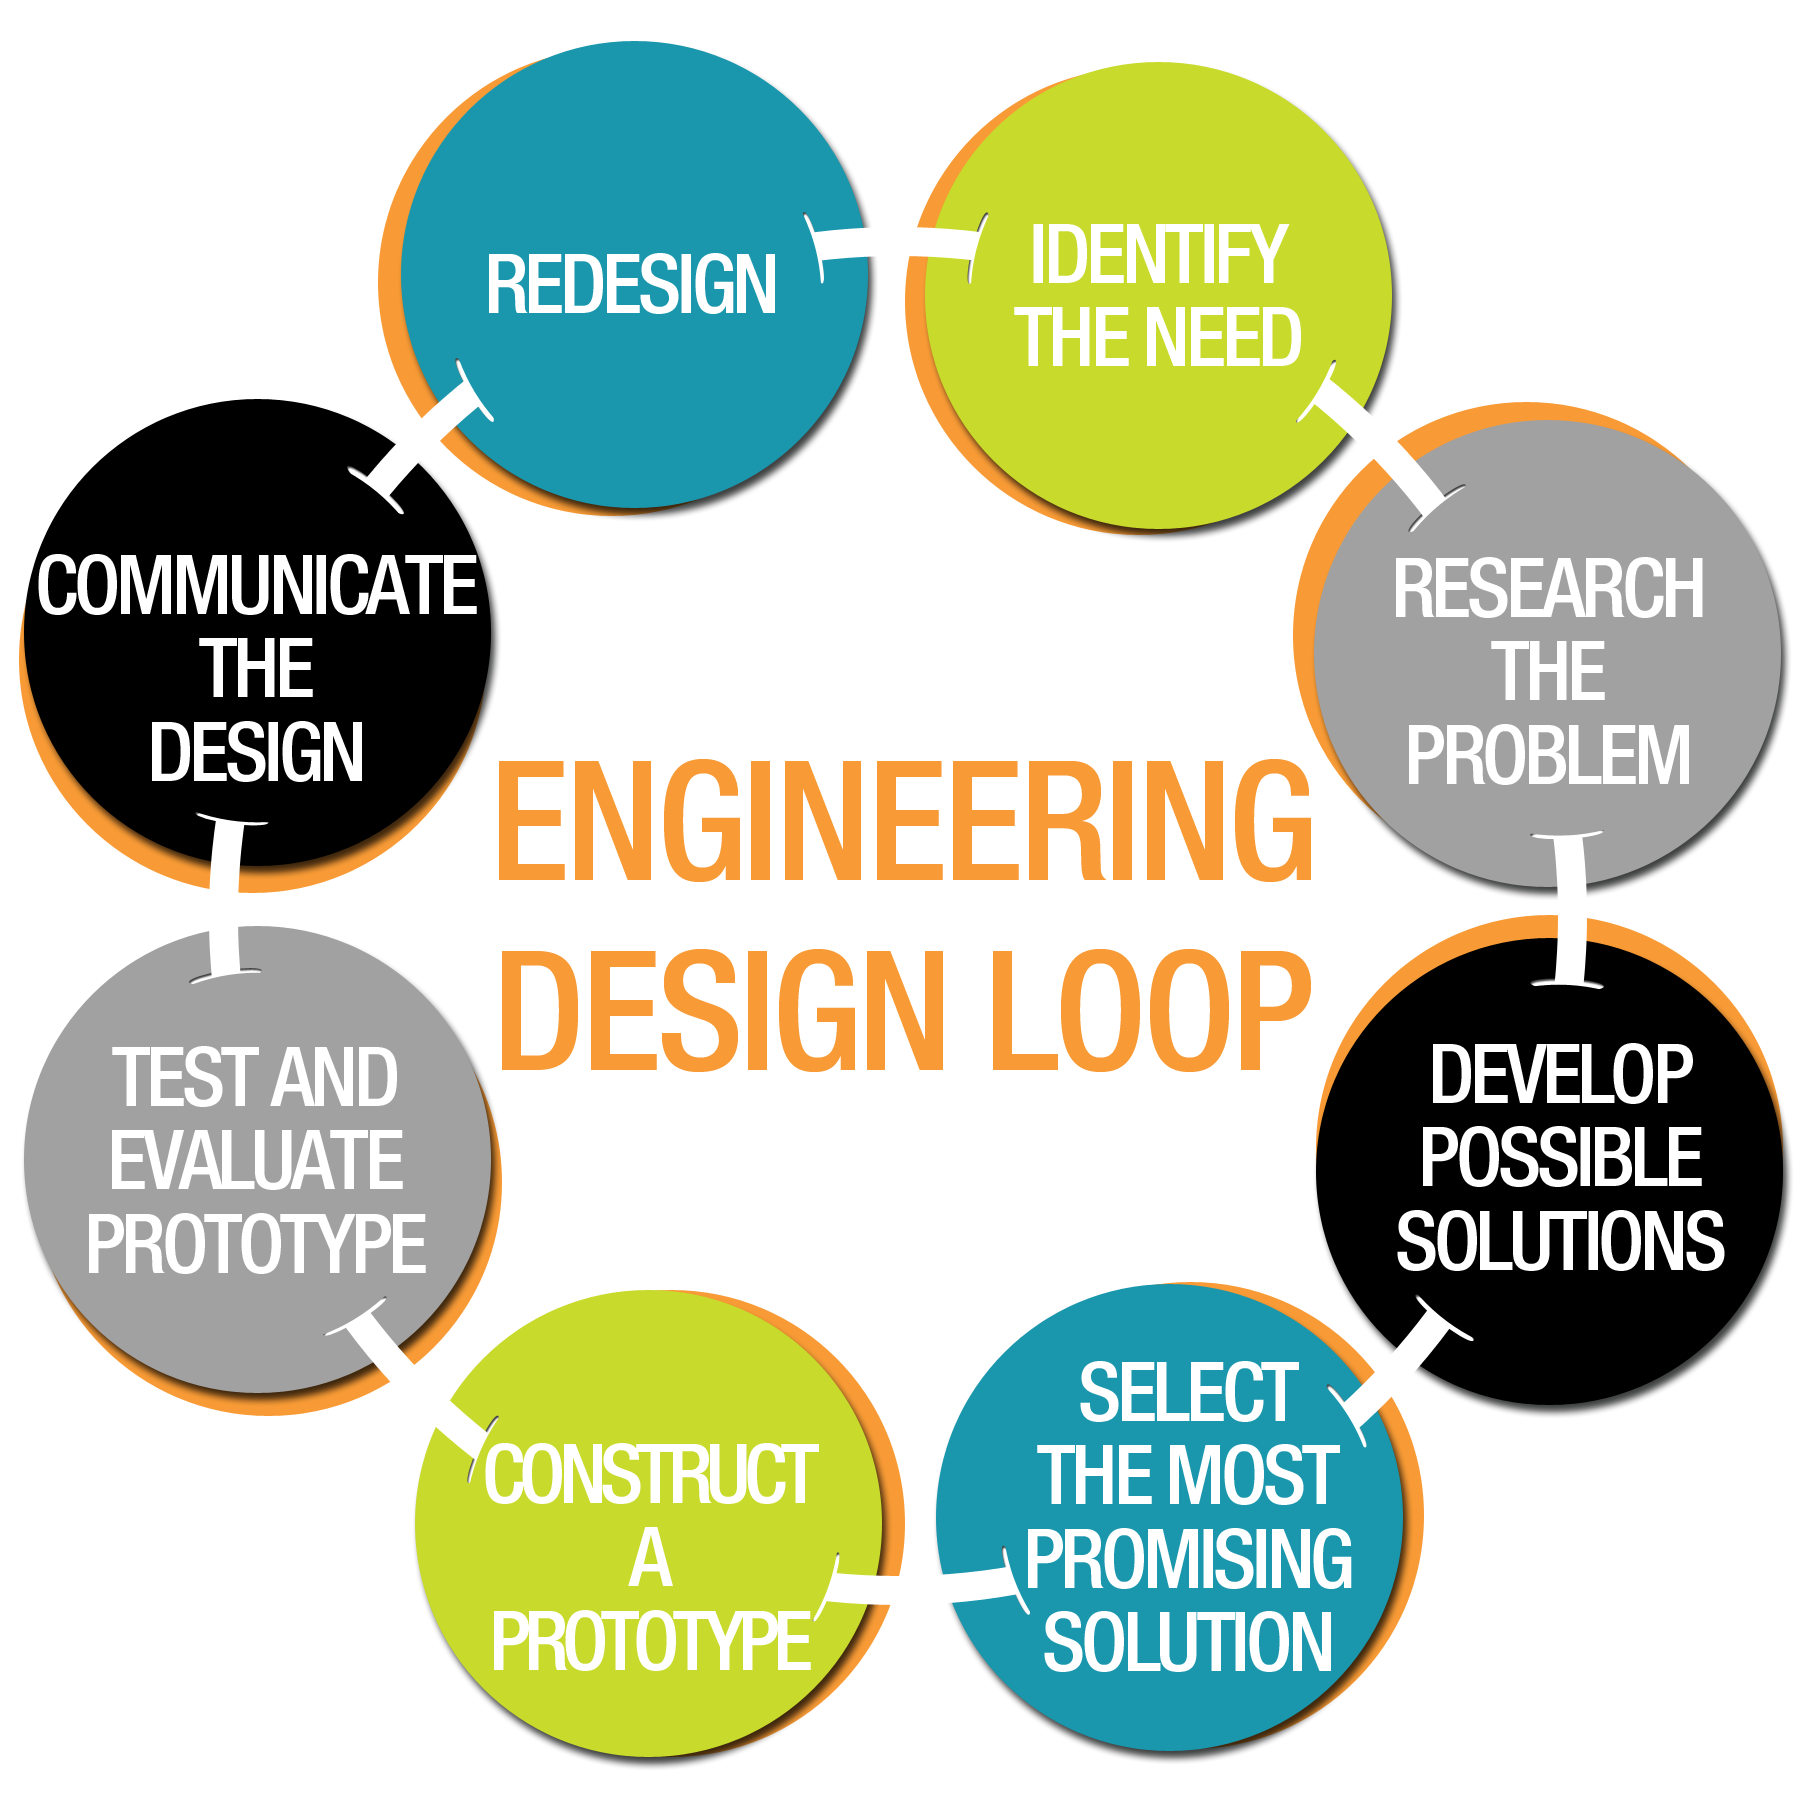 ENGINEERING
DESIGN LOOP
IDENTIFY
THE NEED
RESEARCH
THE
PROBLEM
DEVELOP
POSSIBLE
SOLUTIONS
SELECT
THE MOST
PROMISING
SOLUTION
CONSTRUCT
A
PROTOTYPE
TEST AND
EVALUATE
PROTOTYPE
COMMUNICATE
THE
DESIGN
REDESIGN